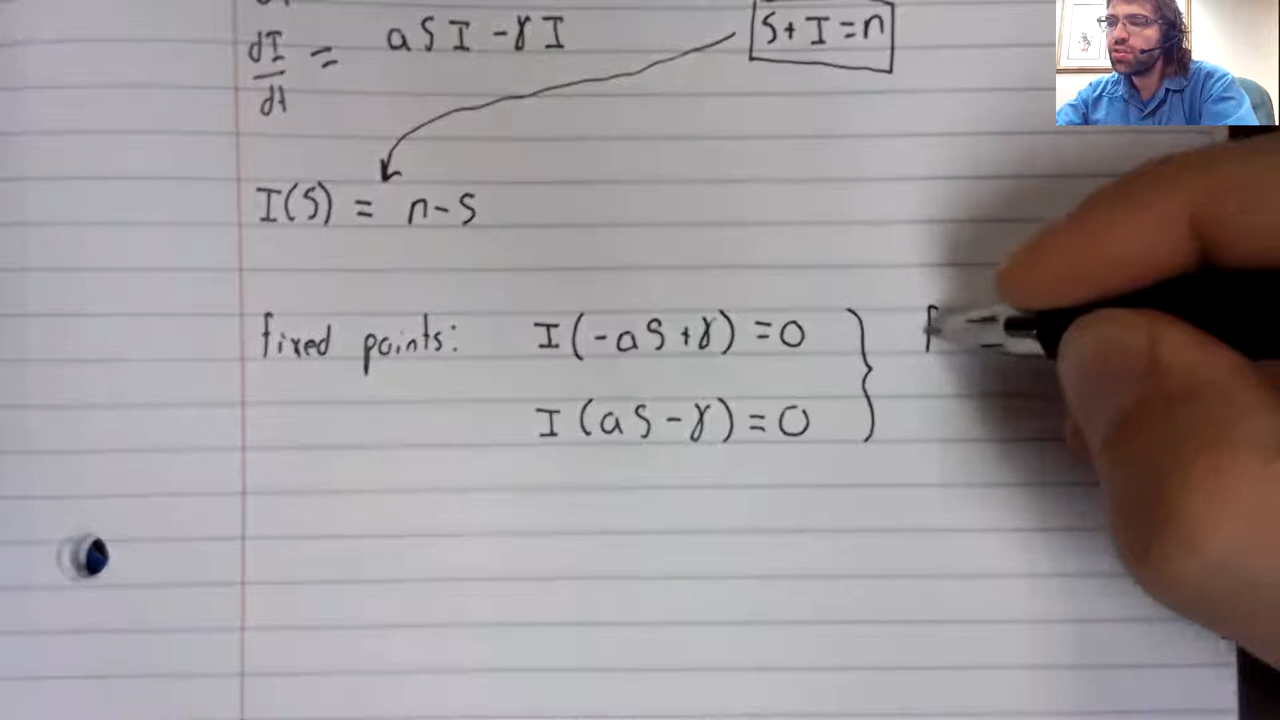 dI/dt = aSI - γI
S + I = n
I(S) = n - S
fixed points: I(-aS + γ) = 0
I(aS - γ) = 0